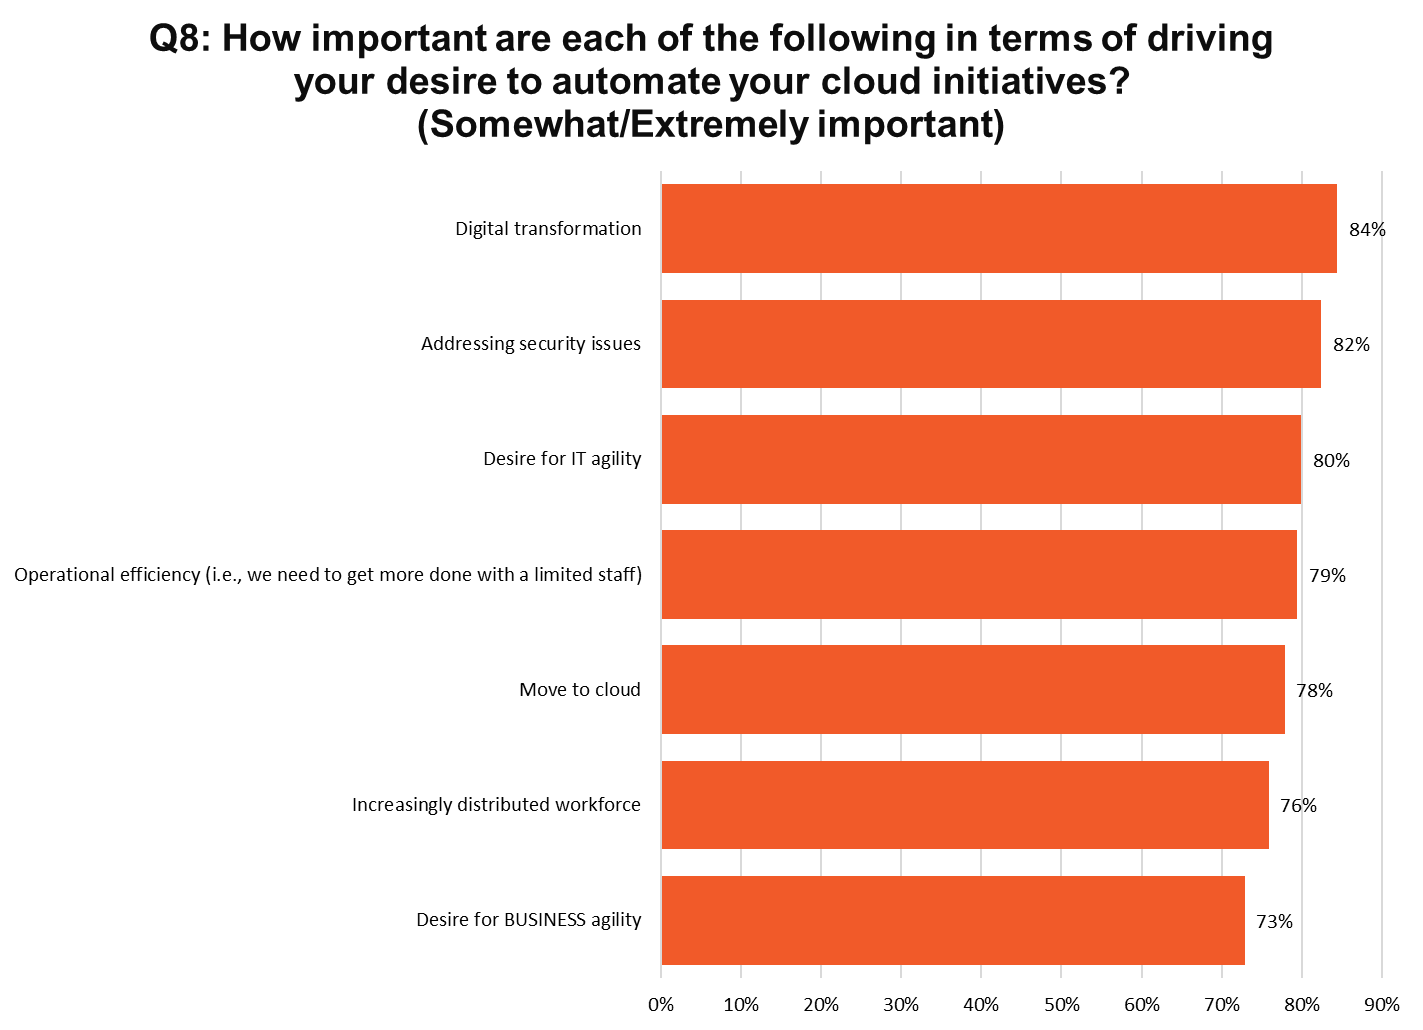 Q8: How important are each of the following in terms of driving
your desire to automate your cloud initiatives?
(Somewhat/Extremely important)
Digital transformation
84%
Addressing security issues
82%
Desire for IT agility
80%
Operational efficiency (i.e., we need to get more done with a limited staff)
79%
Move to cloud
78%
Increasingly distributed workforce
76%
Desire for BUSINESS agility
73%
0% 10% 20% 30% 40% 50% 60% 70% 80% 90%